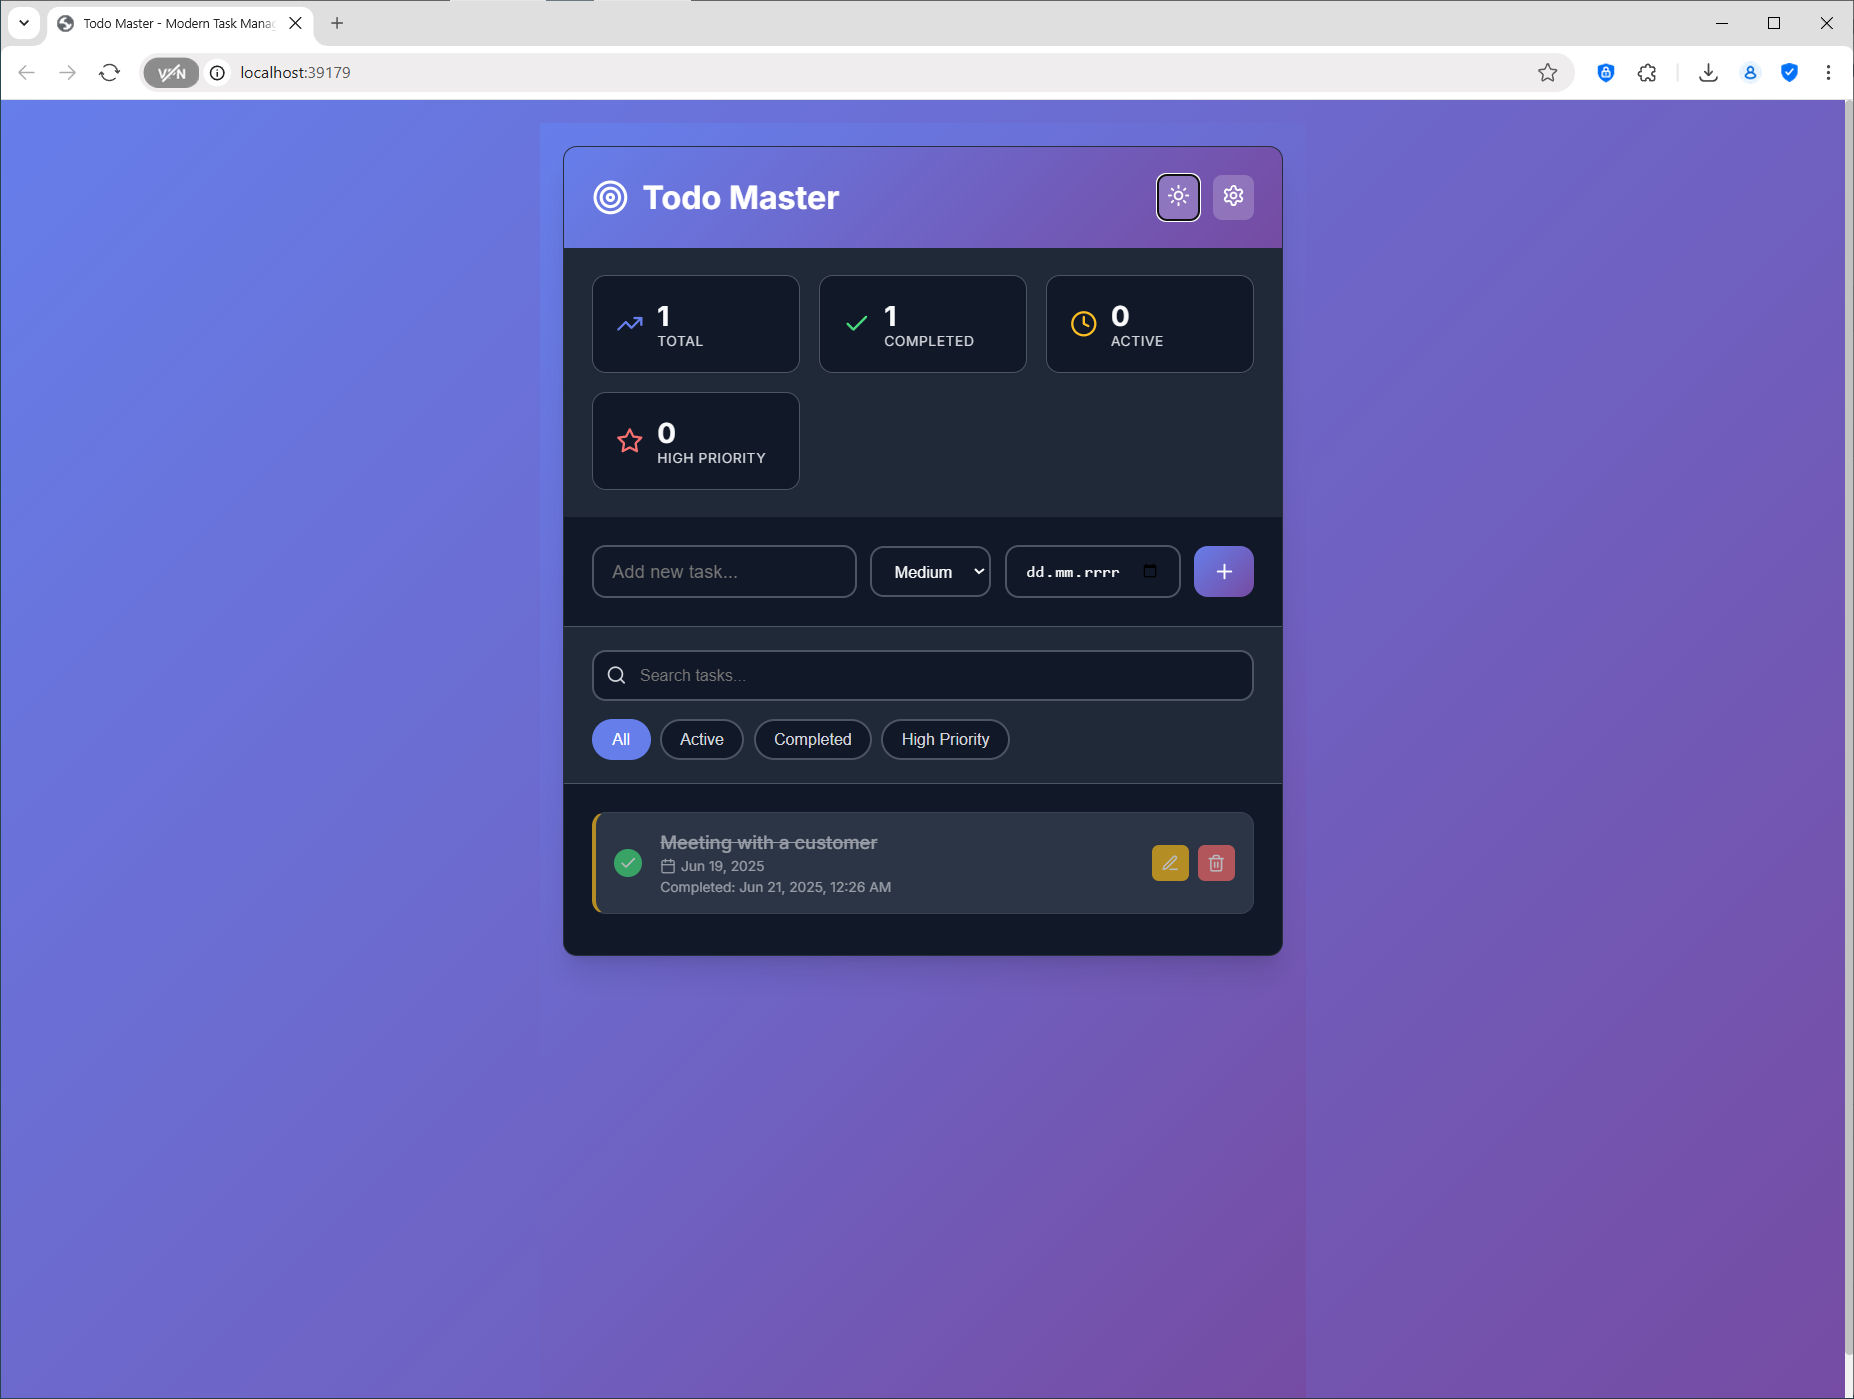 Todo Master - Modern Task Mana
VPN
localhost:39179
Todo Master
1
TOTAL
1
COMPLETED
0
ACTIVE
0
HIGH PRIORITY
Add new task...
Medium
dd.mm.rrrr
Search tasks...
All
Active
Completed
High Priority
Meeting with a customer
Jun 19, 2025
Completed: Jun 21, 2025, 12:26 AM